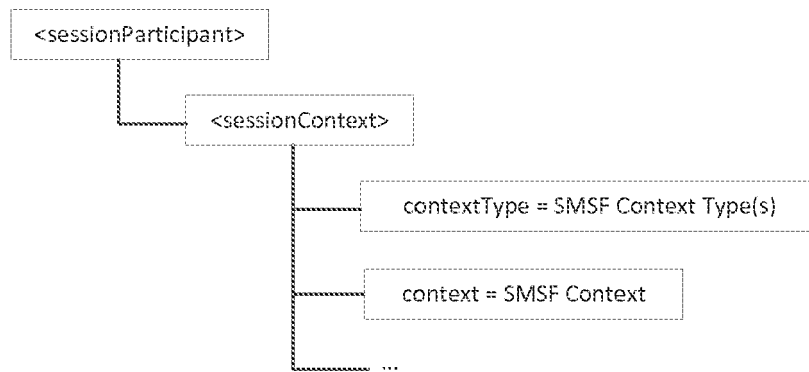 <sessionParticipant>
<sessionContext>
contextType = SMSF Context Type(s)
context = SMSF Context
...